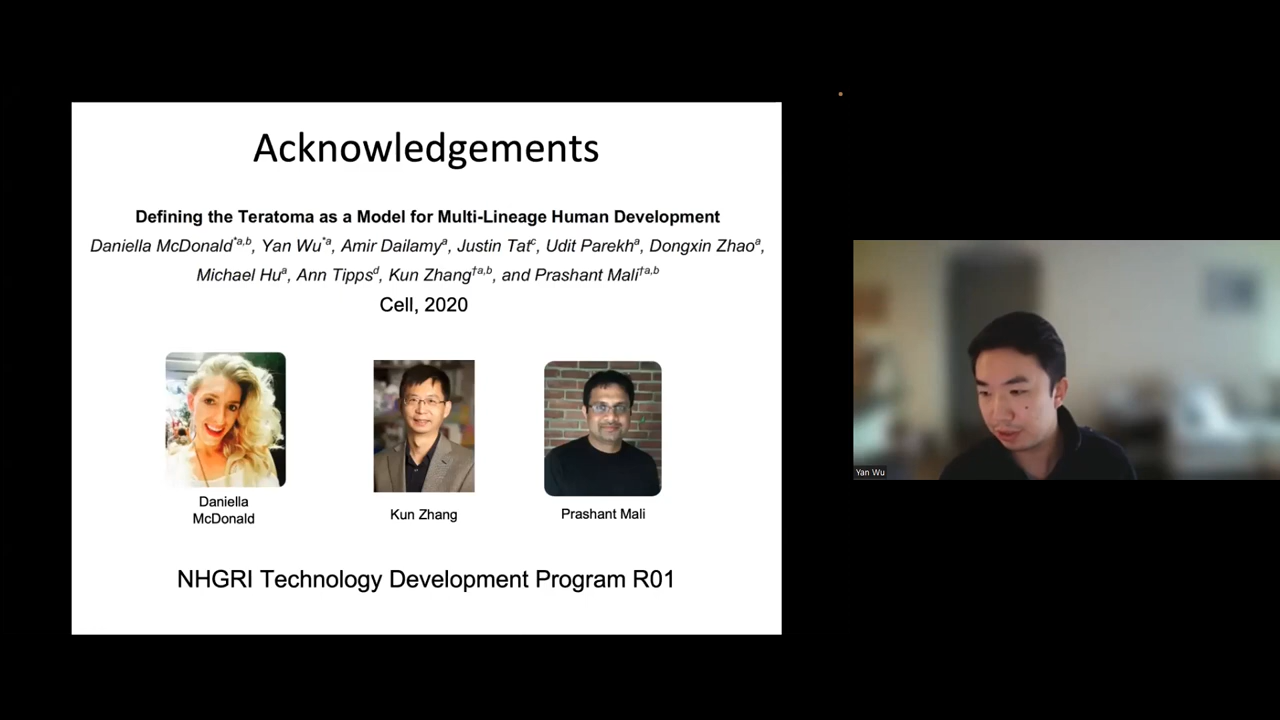 Acknowledgements
Defining the Teratoma as a Model for Multi-Lineage Human Development
Daniella McDonald*a,b, Yan Wu*a, Amir Dailamya, Justin Tatc, Udit Parekha, Dongxin Zhaoa,
Michael Hua, Ann Tippsd, Kun Zhang†a,b, and Prashant Mali†a,b
Cell, 2020
Daniella
McDonald
Kun Zhang
Prashant Mali
NHGRI Technology Development Program R01
Yan Wu